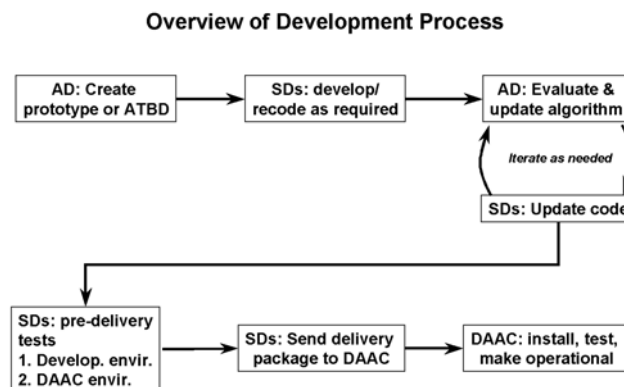 Overview of Development Process
AD: Create
prototype or ATBD
SDs: develop/
recode as required
AD: Evaluate &
update algorithm
Iterate as needed
SDs: Update code
SDs: pre-delivery
tests
1. Develop. envir.
2. DAAC envir.
SDs: Send delivery
package to DAAC
DAAC: install, test,
make operational